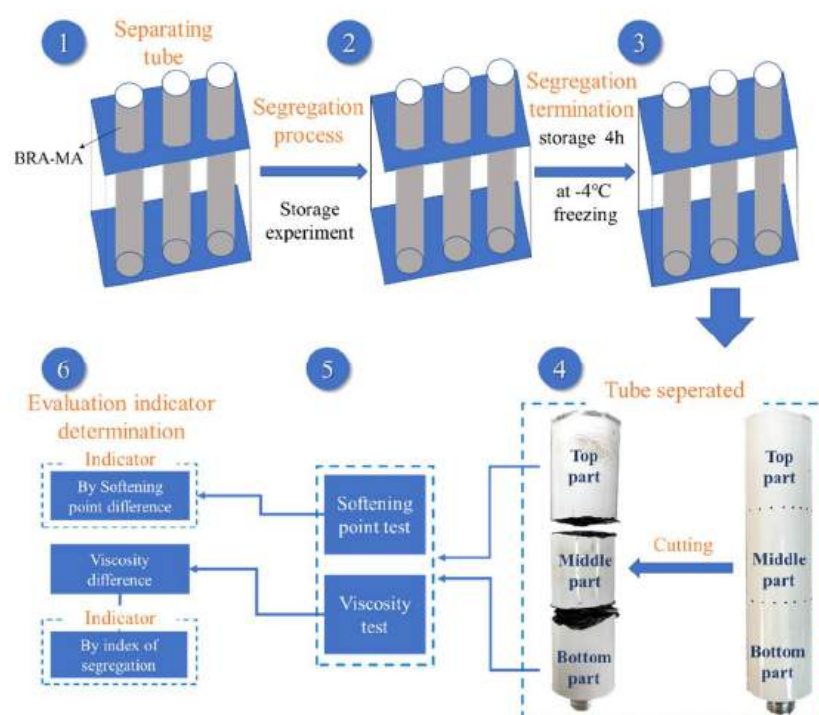 1
Separating
tube
BRA-MA
Segregation
process
Storage
experiment
2
Segregation
termination
storage 4h
at -4°C
freezing
3
4
Tube seperated
Top
part
Middle
part
Bottom
part
Cutting
Top
part
Middle
part
Bottom
part
5
Softening
point test
Viscosity
test
6
Evaluation indicator
determination
Indicator
By Softening
point difference
Viscosity
difference
Indicator
By index of
segregation